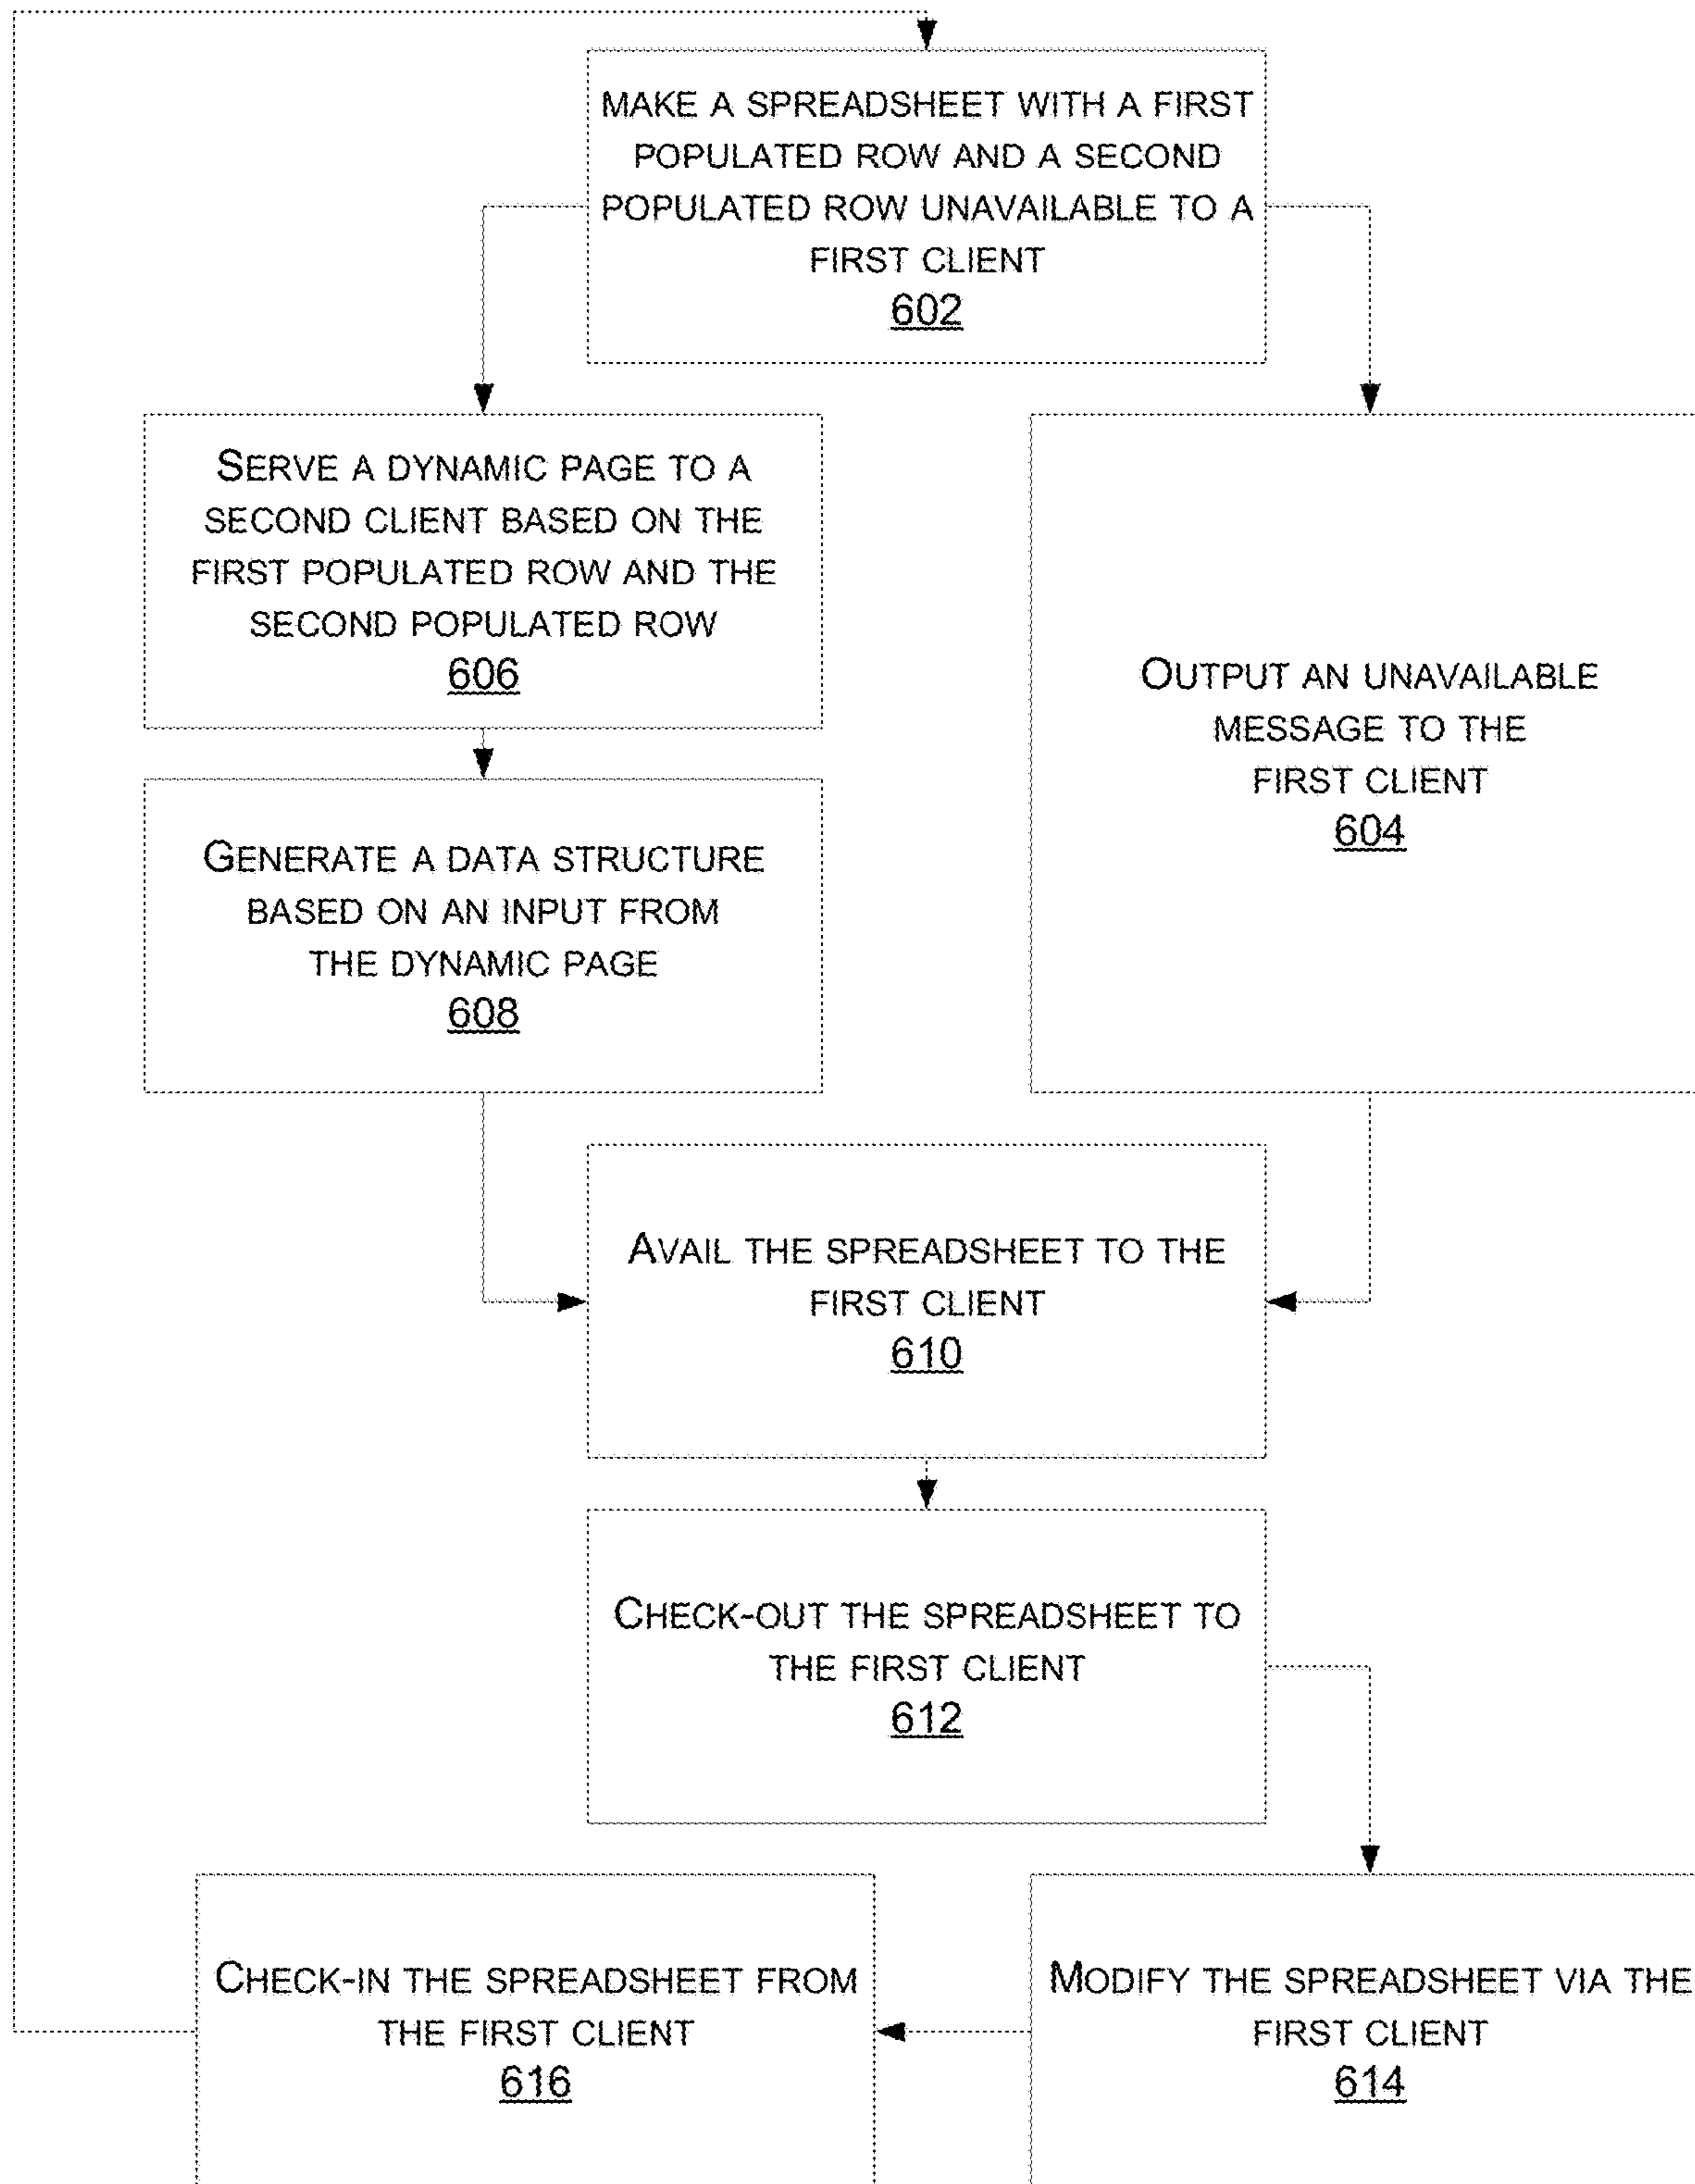 MAKE A SPREADSHEET WITH A FIRST
POPULATED ROW AND A SECOND
POPULATED ROW UNAVAILABLE TO A
FIRST CLIENT
602
SERVE A DYNAMIC PAGE TO A
SECOND CLIENT BASED ON THE
FIRST POPULATED ROW AND THE
SECOND POPULATED ROW
606
OUTPUT AN UNAVAILABLE
MESSAGE TO THE
FIRST CLIENT
604
GENERATE A DATA STRUCTURE
BASED ON AN INPUT FROM
THE DYNAMIC PAGE
608
AVAIL THE SPREADSHEET TO THE
FIRST CLIENT
610
CHECK-OUT THE SPREADSHEET TO
THE FIRST CLIENT
612
CHECK-IN THE SPREADSHEET FROM
THE FIRST CLIENT
616
MODIFY THE SPREADSHEET VIA THE
FIRST CLIENT
614